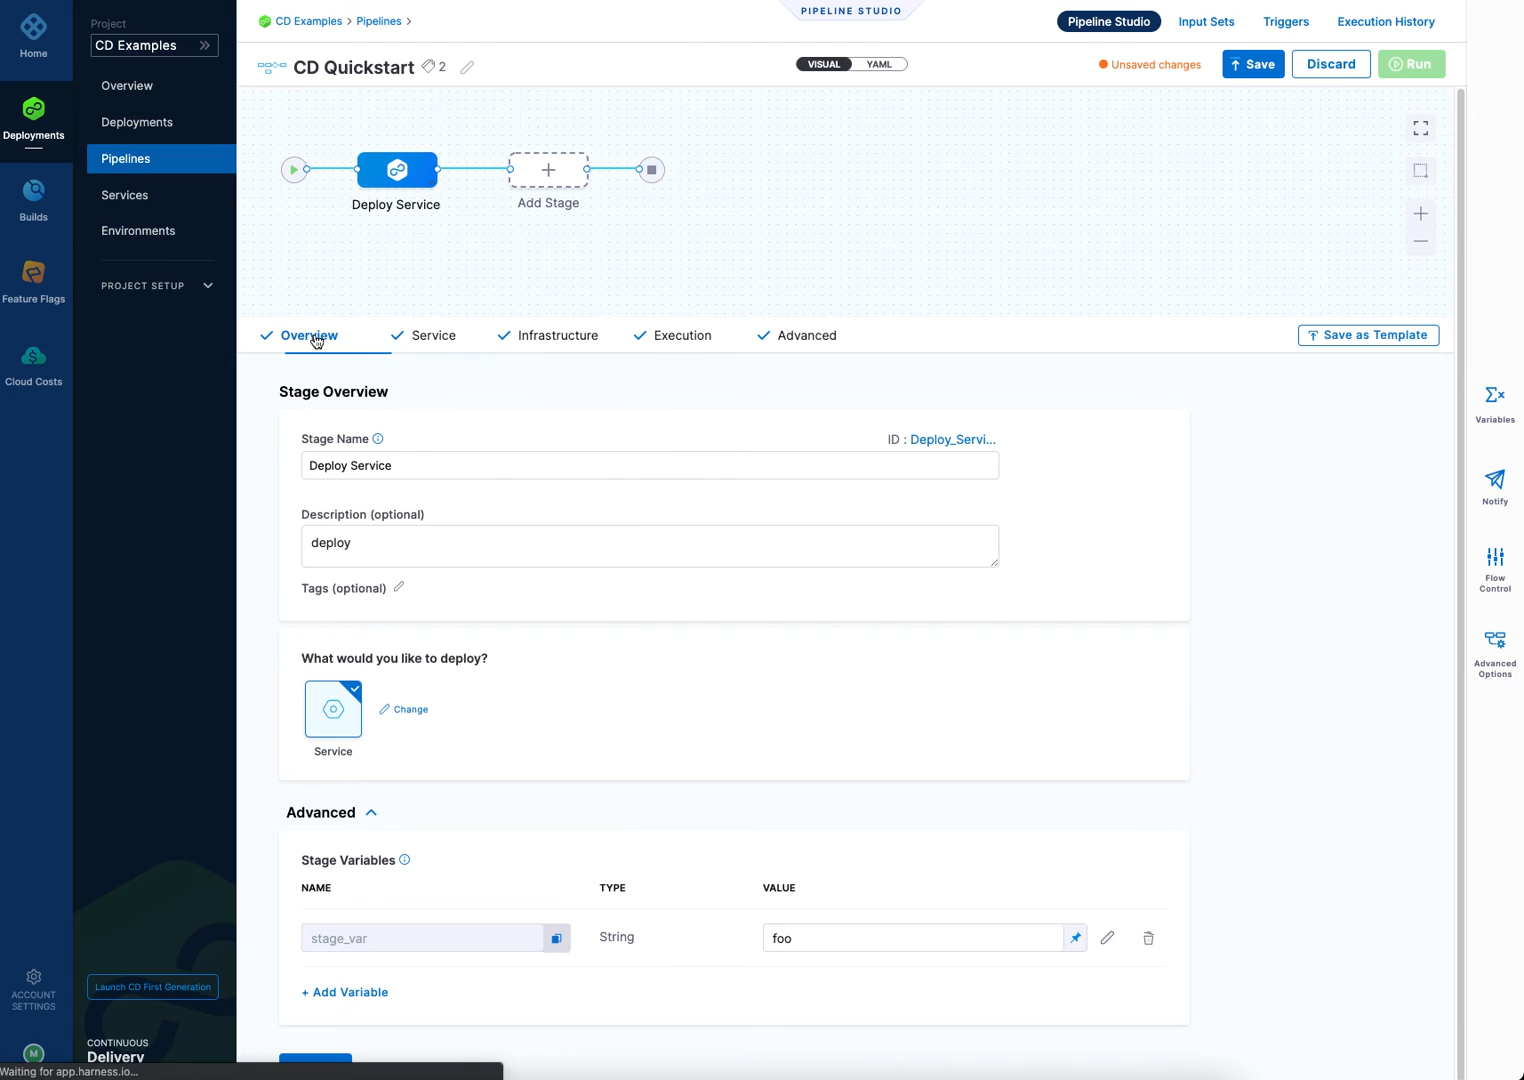 Home
Deployments
Builds
Feature Flags
Cloud Costs
ACCOUNT
SETTINGS
M
Waiting for app.harness.io...
Project
CD Examples
Overview
Deployments
Pipelines
Services
Environments
PROJECT SETUP
Launch CD First Generation
CONTINUOUS
Delivery
CD Examples > Pipelines >
PIPELINE STUDIO
Pipeline Studio
Input Sets
Triggers
Execution History
CD Quickstart
2
VISUAL
YAML
Unsaved changes
Save
Discard
Run
Deploy Service
Add Stage
Overview
Service
Infrastructure
Execution
Advanced
Save as Template
Stage Overview
Stage Name
ID : Deploy_Servi...
Deploy Service
Description (optional)
deploy
Tags (optional)
What would you like to deploy?
Change
Service
Advanced
Stage Variables
NAME
TYPE
VALUE
stage_var
String
foo
+ Add Variable
Variables
Notify
Flow
Control
Advanced
Options